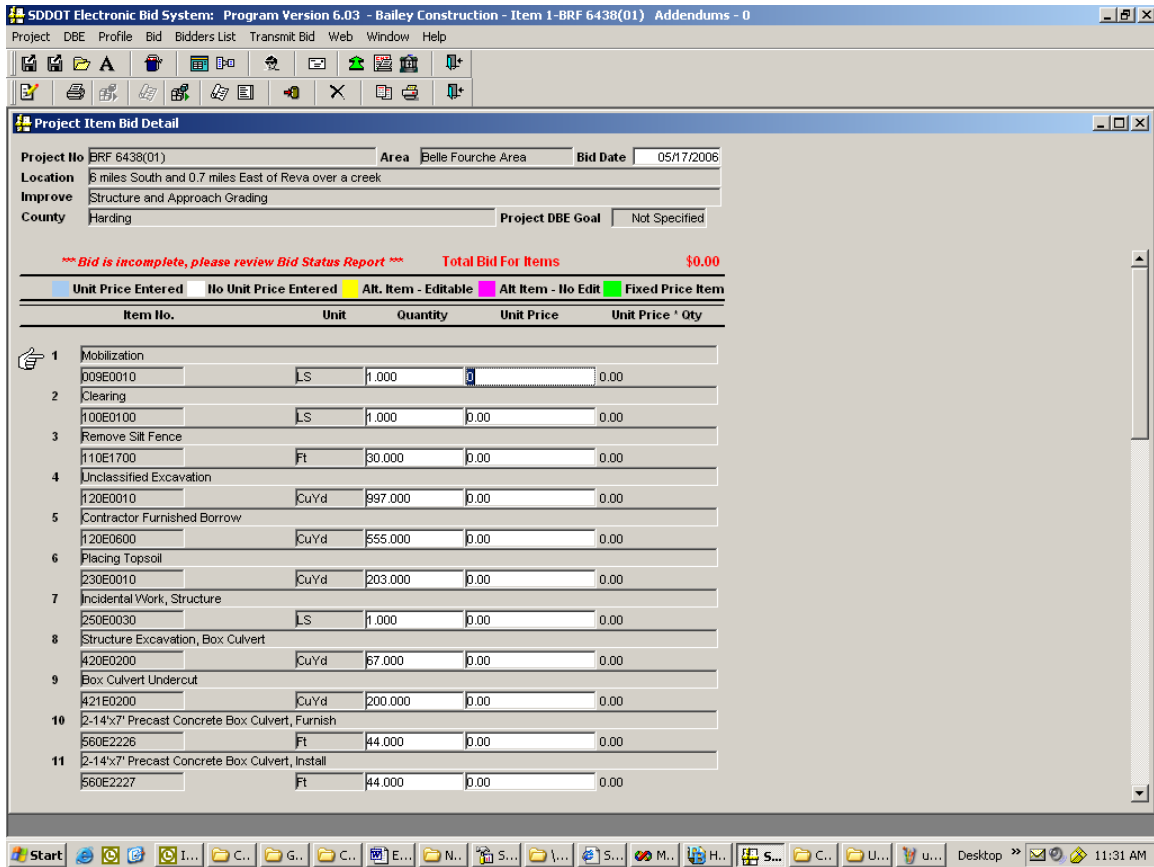 SDDOT Electronic Bid System: Program Version 6.03 - Bailey Construction - Item 1-BRF 6438(01) Addendums - 0
Project DBE Profile Bid Bidders List Transmit Bid Web Window Help
A
Project Item Bid Detail
Project No BRF 6438(01) Area Belle Fourche Area Bid Date 05/17/2006
Location 6 miles South and 0.7 miles East of Reva over a creek
Improve Structure and Approach Grading
County Harding Project DBE Goal Not Specified
*** Bid is incomplete, please review Bid Status Report *** Total Bid For Items $0.00
Unit Price Entered No Unit Price Entered Alt. Item - Editable Alt Item - No Edit Fixed Price Item
Item No. Unit Quantity Unit Price Unit Price * Qty
1 Mobilization
009E0010 LS 1.000 0 0.00
2 Clearing
100E0100 LS 1.000 0.00 0.00
3 Remove Silt Fence
110E1700 Ft 30.000 0.00 0.00
4 Unclassified Excavation
120E0010 CuYd 997.000 0.00 0.00
5 Contractor Furnished Borrow
120E0600 CuYd 555.000 0.00 0.00
6 Placing Topsoil
230E0010 CuYd 203.000 0.00 0.00
7 Incidental Work, Structure
250E0030 LS 1.000 0.00 0.00
8 Structure Excavation, Box Culvert
420E0200 CuYd 67.000 0.00 0.00
9 Box Culvert Undercut
421E0200 CuYd 200.000 0.00 0.00
10 2-14'x7' Precast Concrete Box Culvert, Furnish
560E2226 Ft 44.000 0.00 0.00
11 2-14'x7' Precast Concrete Box Culvert, Install
560E2227 Ft 44.000 0.00 0.00
Start I... C... G... C... E... N... S... \... S... M... H... S... C... U... u... Desktop » 11:31 AM